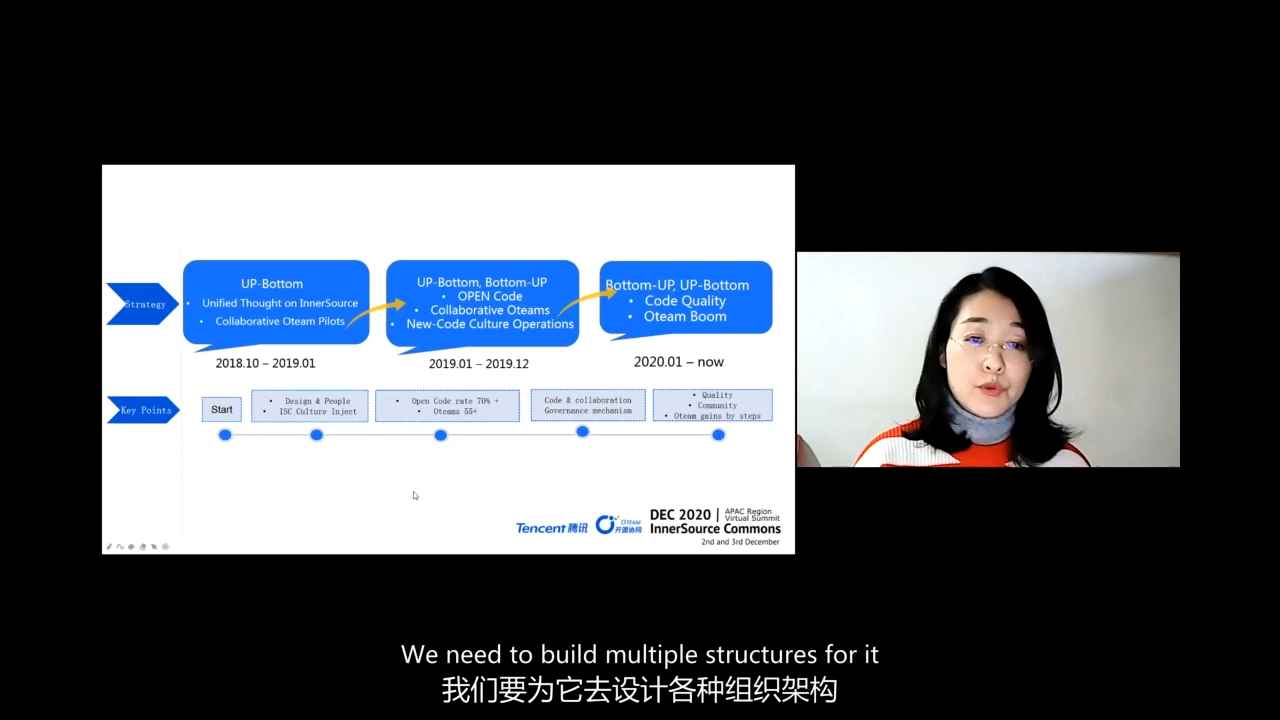 Strategy
UP-Bottom
• Unified Thought on InnerSource
• Collaborative Oteam Pilots
UP-Bottom, Bottom-UP
• OPEN Code
• Collaborative Oteams
• New-Code Culture Operations
Bottom-UP, UP-Bottom
• Code Quality
• Oteam Boom
2018.10 – 2019.01
2019.01 – 2019.12
2020.01 – now
Key Points
Start
• Design & People
• ISC Culture Inject
• Open Code rate 70% +
• Oteams 55+
Code & collaboration
Governance mechanism
• Quality
• Community
• Oteam gains by steps
Tencent 腾讯
OTEAM
开源协同
DEC 2020 | APAC Region
Virtual Summit
InnerSource Commons
2nd and 3rd December
We need to build multiple structures for it
我们要为它去设计各种组织架构